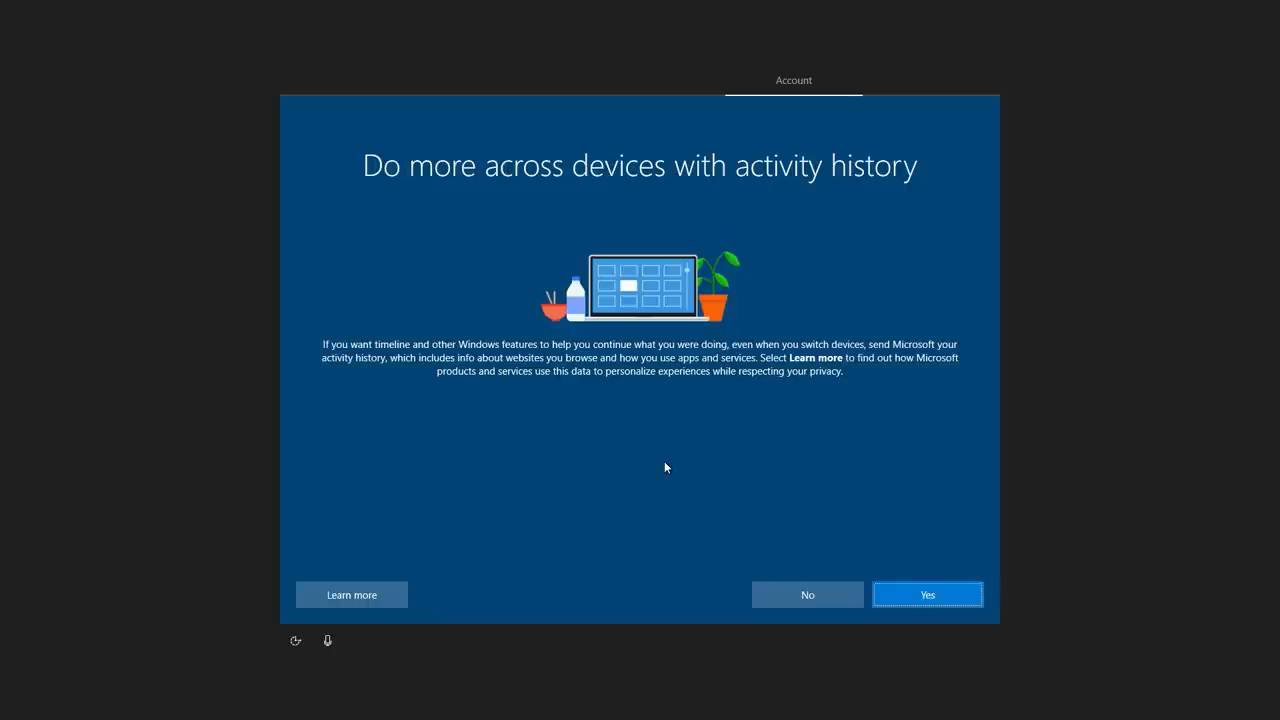 Account
Do more across devices with activity history
If you want timeline and other Windows features to help you continue what you were doing, even when you switch devices, send Microsoft your
activity history, which includes info about websites you browse and how you use apps and services. Select Learn more to find out how Microsoft
products and services use this data to personalize experiences while respecting your privacy.
Learn more
No
Yes